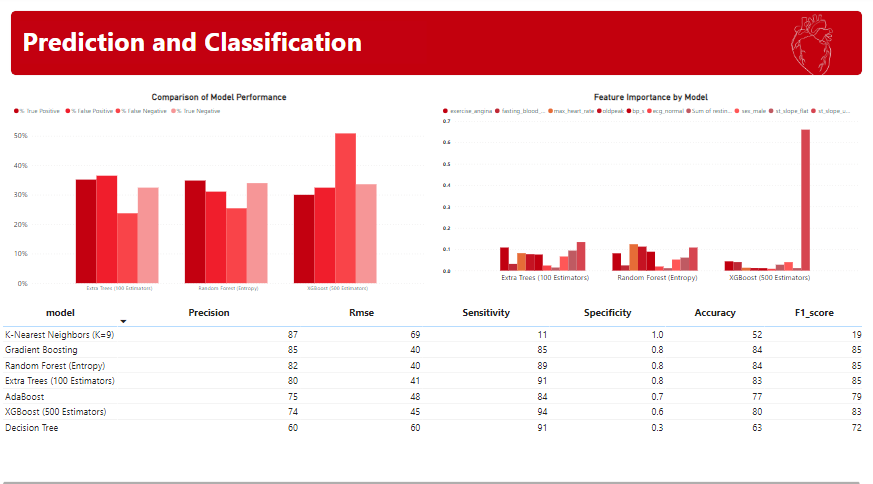 Prediction and Classification
Comparison of Model Performance
% True Positive % False Positive % False Negative % True Negative
50%
40%
30%
20%
10%
0%
Extra Trees (100 Estimators) Random Forest (Entropy) XGBoost (500 Estimators)
Feature Importance by Model
exercise_angina fasting_blood_... max_heart_rate oldpeak bp_s ecg_normal Sum of restin... sex_male st_slope_flat st_slope_u...
0.7
0.6
0.5
0.4
0.3
0.2
0.1
0.0
Extra Trees (100 Estimators) Random Forest (Entropy) XGBoost (500 Estimators)
model Precision Rmse Sensitivity Specificity Accuracy F1_score
K-Nearest Neighbors (K=9) 87 69 11 1.0 52 19
Gradient Boosting 85 40 85 0.8 84 85
Random Forest (Entropy) 82 40 89 0.8 84 85
Extra Trees (100 Estimators) 80 41 91 0.8 83 85
AdaBoost 75 48 84 0.7 77 79
XGBoost (500 Estimators) 74 45 94 0.6 80 83
Decision Tree 60 60 91 0.3 63 72